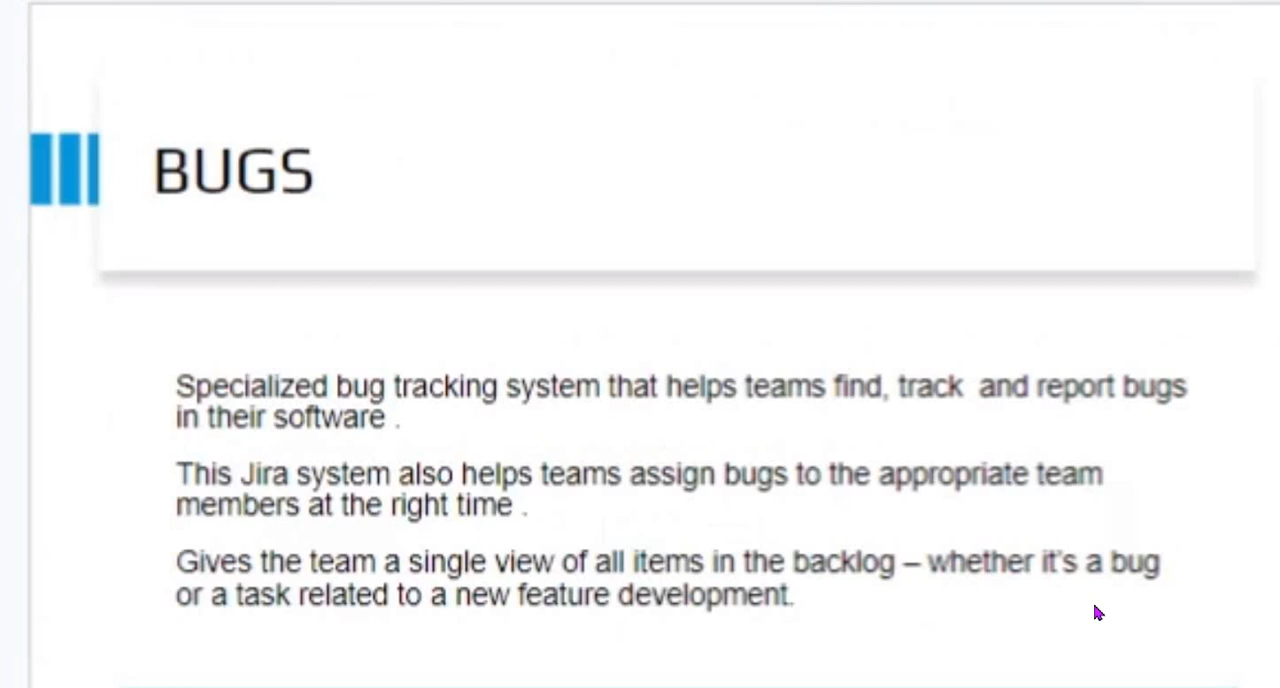 BUGS
Specialized bug tracking system that helps teams find, track  and report bugs
in their software .
This Jira system also helps teams assign bugs to the appropriate team
members at the right time .
Gives the team a single view of all items in the backlog – whether it's a bug
or a task related to a new feature development.